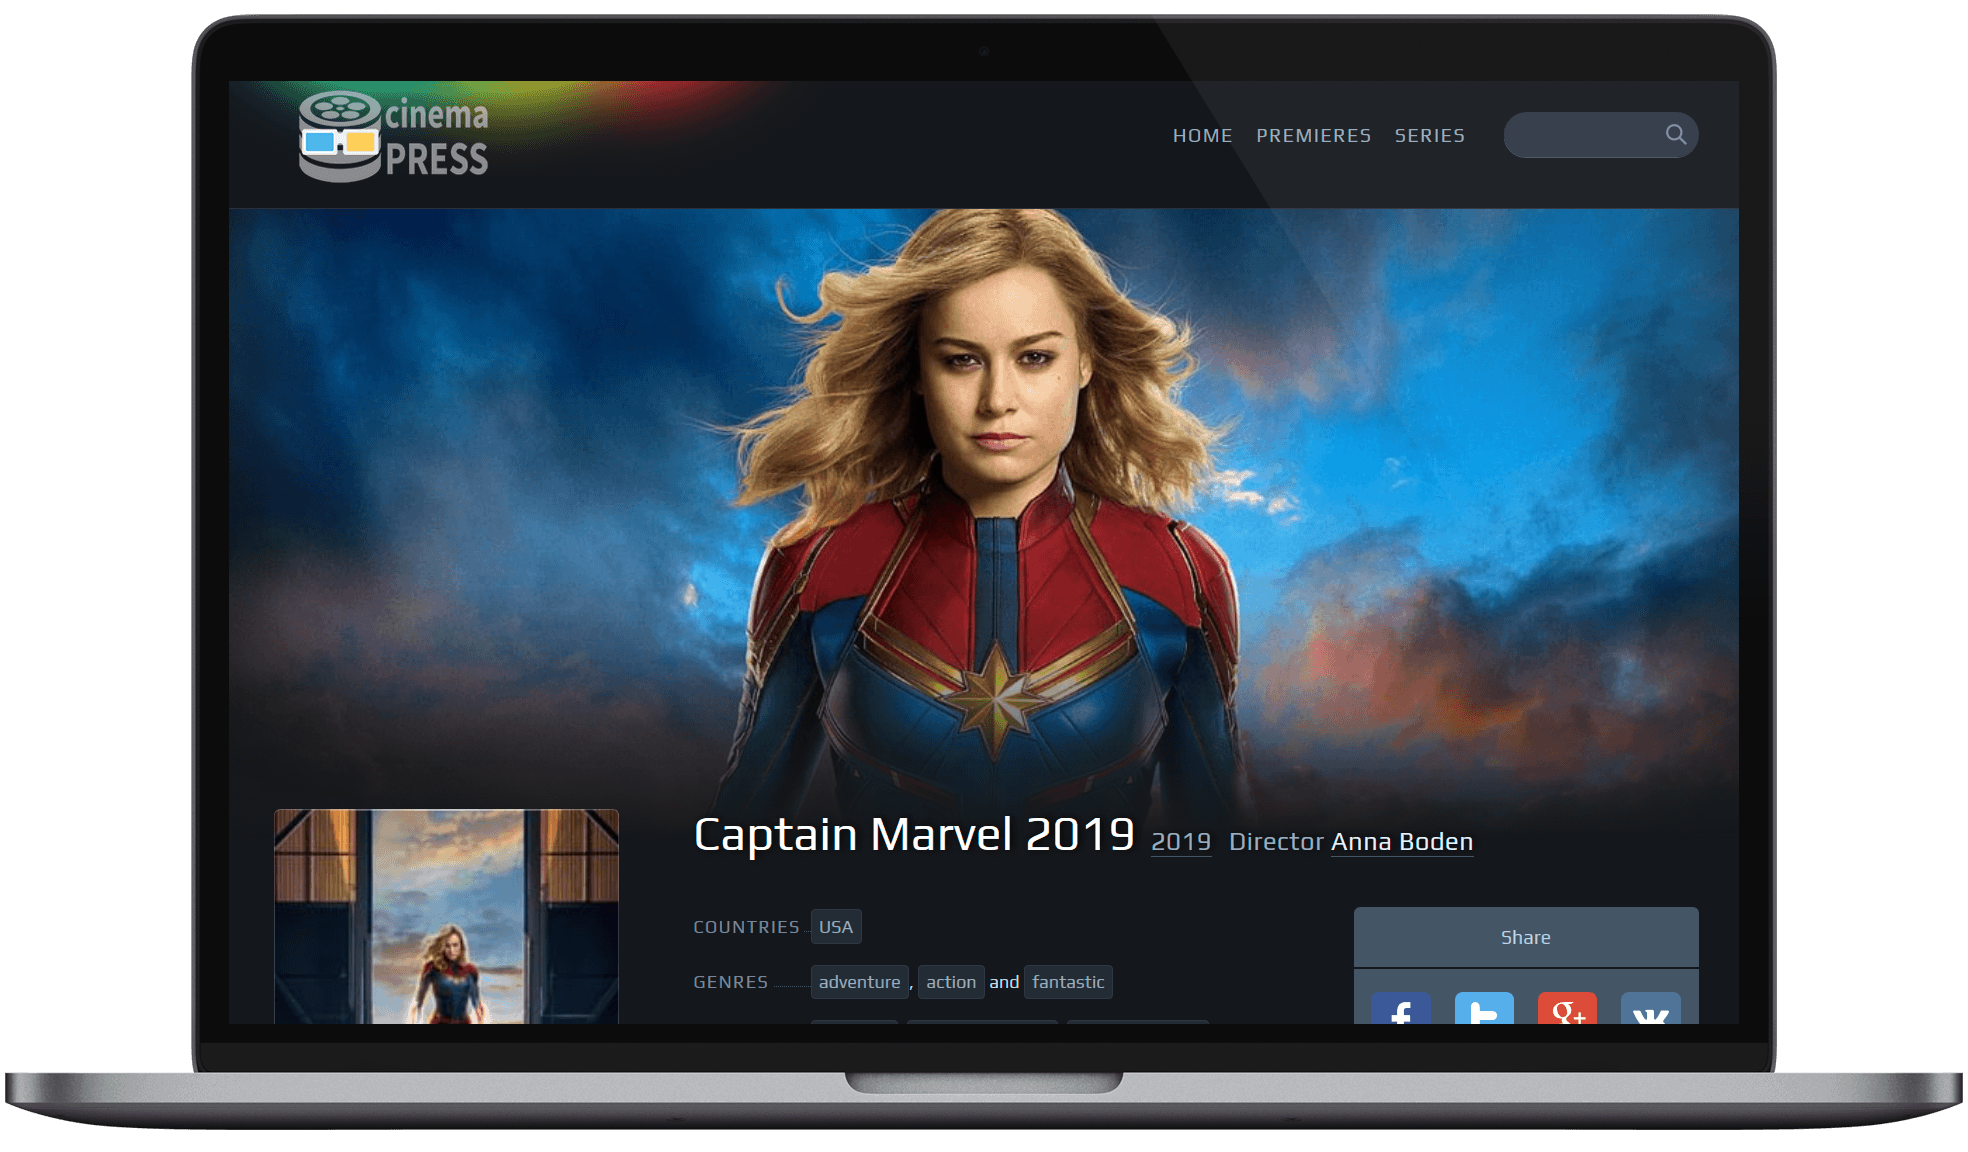 cinema
PRESS
HOME PREMIERES SERIES
Captain Marvel 2019 2019 Director Anna Boden
COUNTRIES USA
Share
GENRES adventure, action and fantastic
f t g+ VK